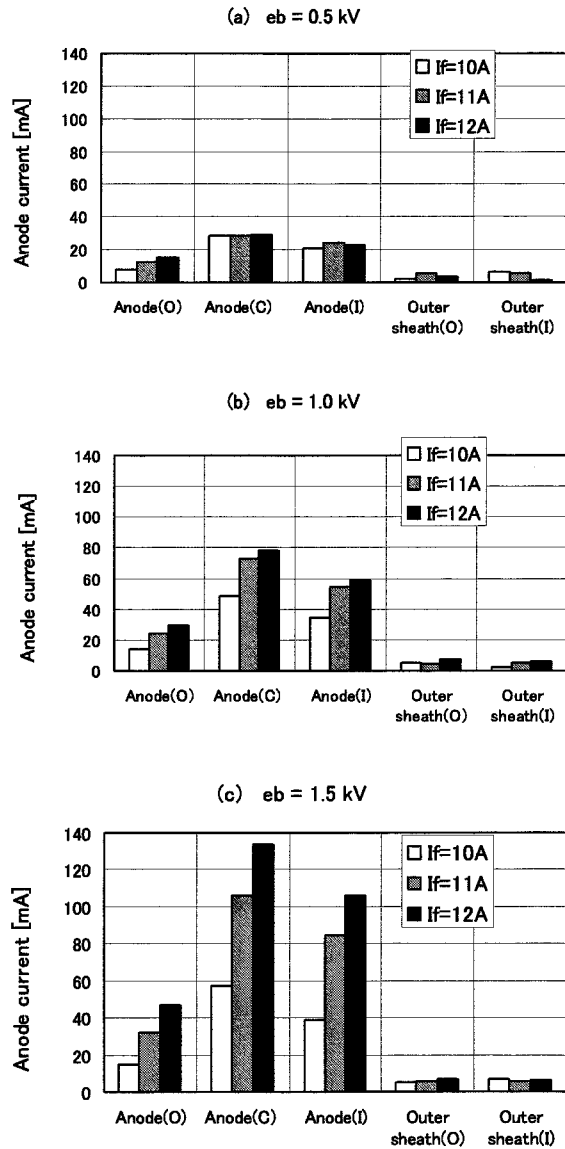 (a) eb = 0.5 kV
Anode current [mA]
140
120
100
80
60
40
20
0
If=10A
If=11A
If=12A
Anode(O)
Anode(C)
Anode(I)
Outer
sheath(O)
Outer
sheath(I)
(b) eb = 1.0 kV
Anode current [mA]
140
120
100
80
60
40
20
0
If=10A
If=11A
If=12A
Anode(O)
Anode(C)
Anode(I)
Outer
sheath(O)
Outer
sheath(I)
(c) eb = 1.5 kV
Anode current [mA]
140
120
100
80
60
40
20
0
If=10A
If=11A
If=12A
Anode(O)
Anode(C)
Anode(I)
Outer
sheath(O)
Outer
sheath(I)